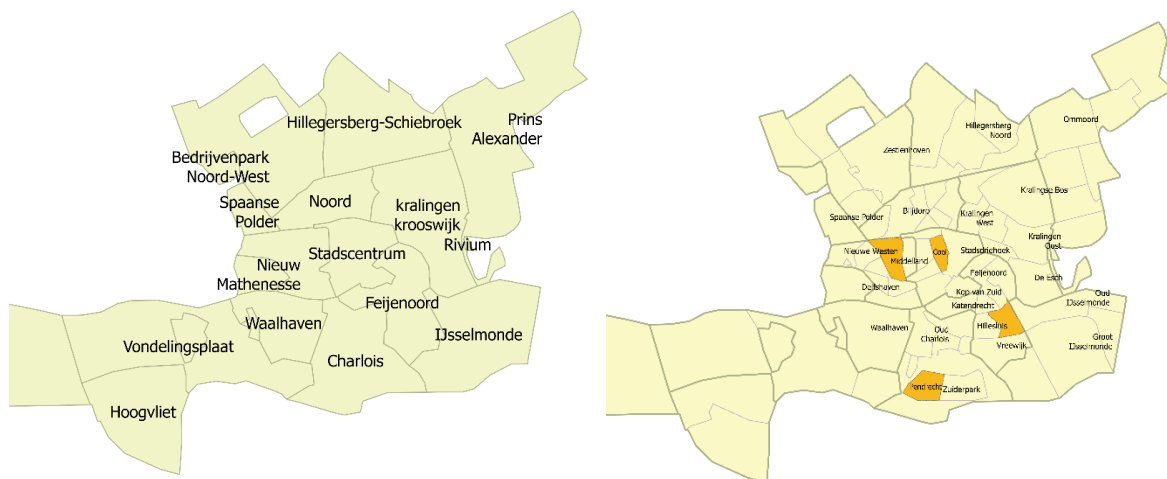 Hillegersberg-Schiebroek
Prins
Alexander
Bedrijvenpark
Noord-West
Spaanse
Polder
Noord
kralingen
krooswijk
Rivium
Stadscentrum
Nieuw
Mathenesse
Feijenoord
Waalhaven
IJsselmonde
Vondelingsplaat
Charlois
Hoogvliet
Ommoord
Hillegersberg
Noord
Zestienhoven
Kralingse Bos
Spaanse Polder
Blijdorp
Kralingen
West
Kralingen
Oost
Nieuwe Westen
Middelland
Cool
Stadsdriehoek
Feijenoord
De Esch
Delfshaven
Kop van Zuid
Katendrecht
Oud
IJsselmonde
Waalhaven
Oud
Charlois
Hillesluis
Vreewijk
Groot
IJsselmonde
Pendrecht
Zuiderpark